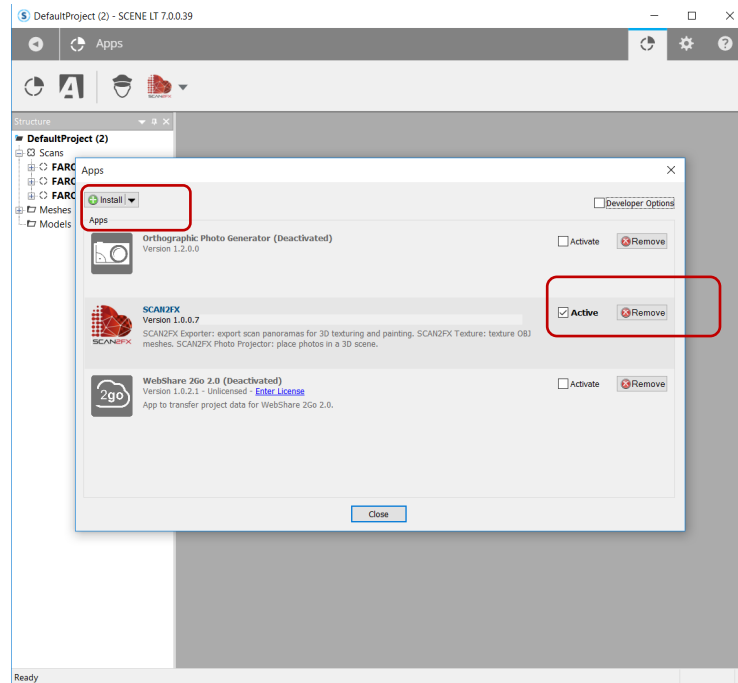 DefaultProject (2) - SCENE LT 7.0.0.39
Apps
SCAN2FX
Structure
DefaultProject (2)
Scans
FARO
FARO
FARO
Meshes
Models
Apps
Install
Developer Options
Apps
Orthographic Photo Generator (Deactivated)
Version 1.2.0.0
Activate
Remove
SCAN2FX
SCAN2FX
Version 1.0.0.7
SCAN2FX Exporter: export scan panoramas for 3D texturing and painting. SCAN2FX Texture: texture OBJ
meshes. SCAN2FX Photo Projector: place photos in a 3D scene.
Active
Remove
2go
WebShare 2Go 2.0 (Deactivated)
Version 1.0.2.1 - Unlicensed - Enter License
App to transfer project data for WebShare 2Go 2.0.
Activate
Remove
Close
Ready